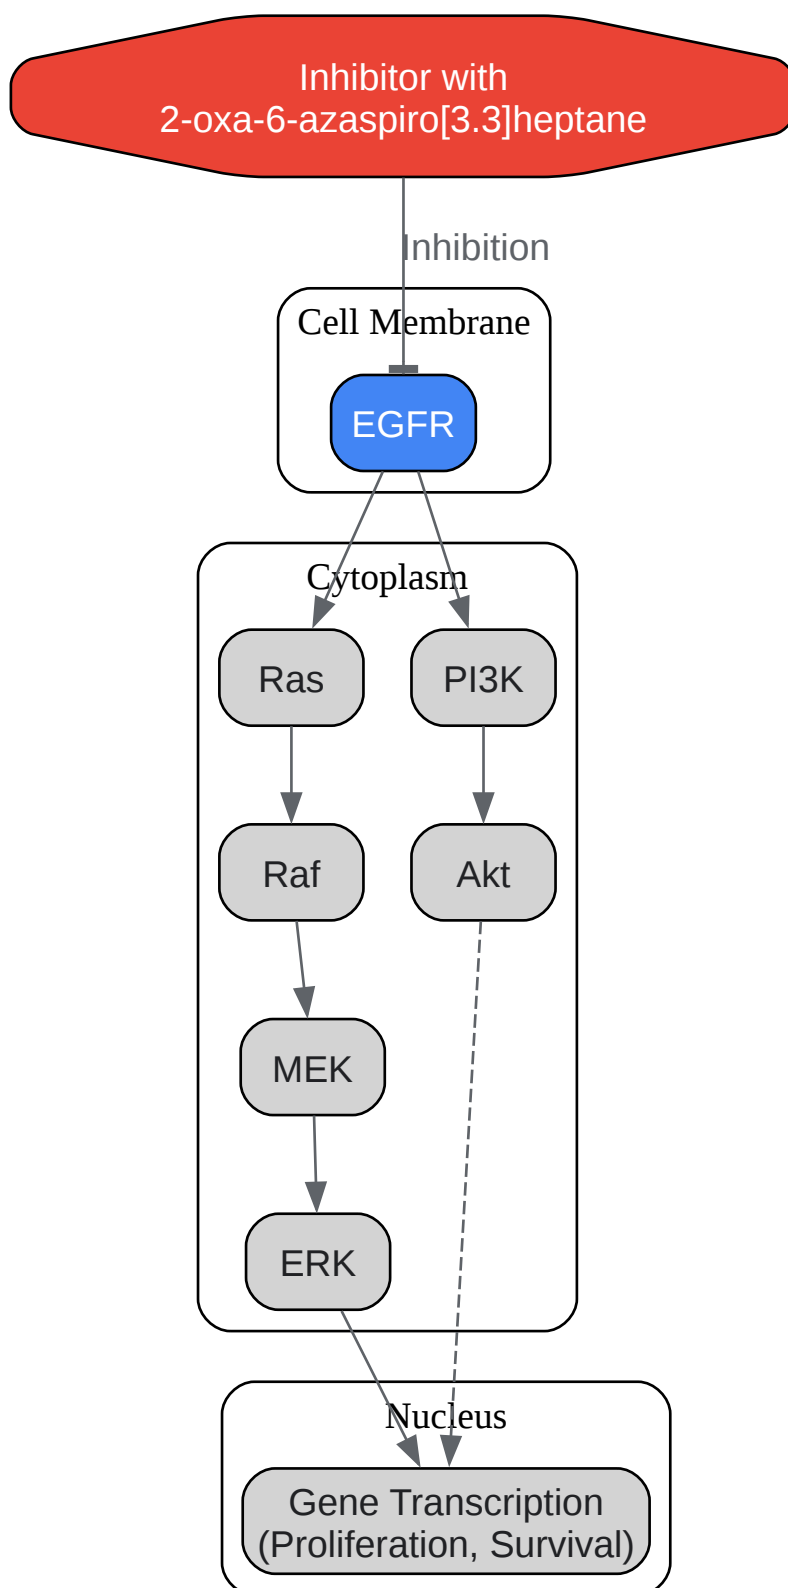 Inhibitor with
2-oxa-6-azaspiro[3.3]heptane
Inhibition
Cell Membrane
EGFR
Cytoplasm
Ras
PI3K
Raf
Akt
MEK
ERK
Nucleus
Gene Transcription
(Proliferation, Survival)